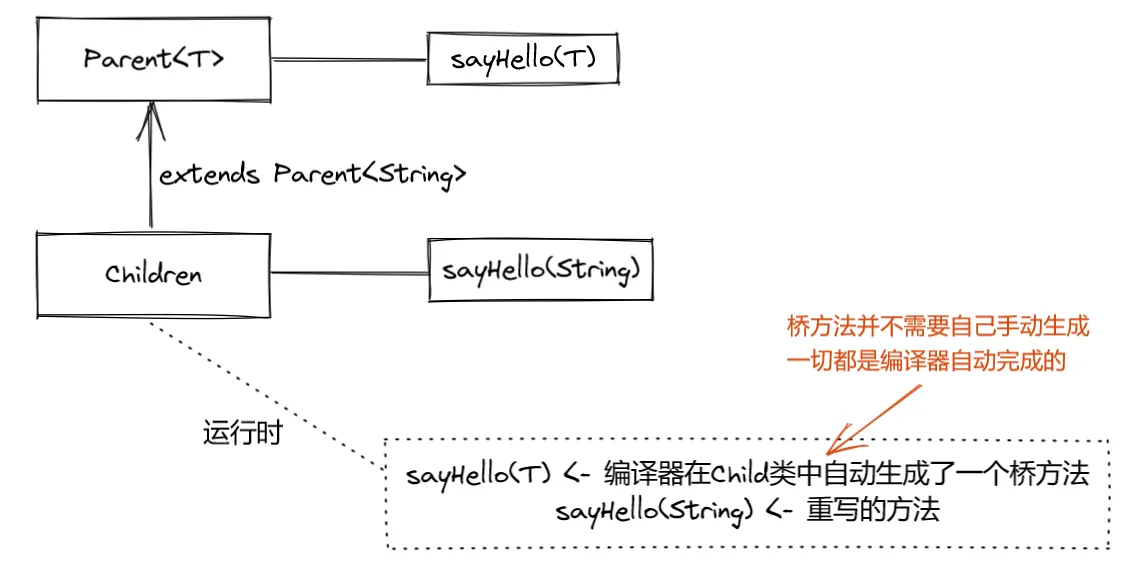 Parent<T>
sayHello(T)
extends Parent<String>
Children
sayHello(String)
桥方法并不需要自己手动生成
一切都是编译器自动完成的
运行时
sayHello(T) <- 编译器在Child类中自动生成了一个桥方法
sayHello(String) <- 重写的方法